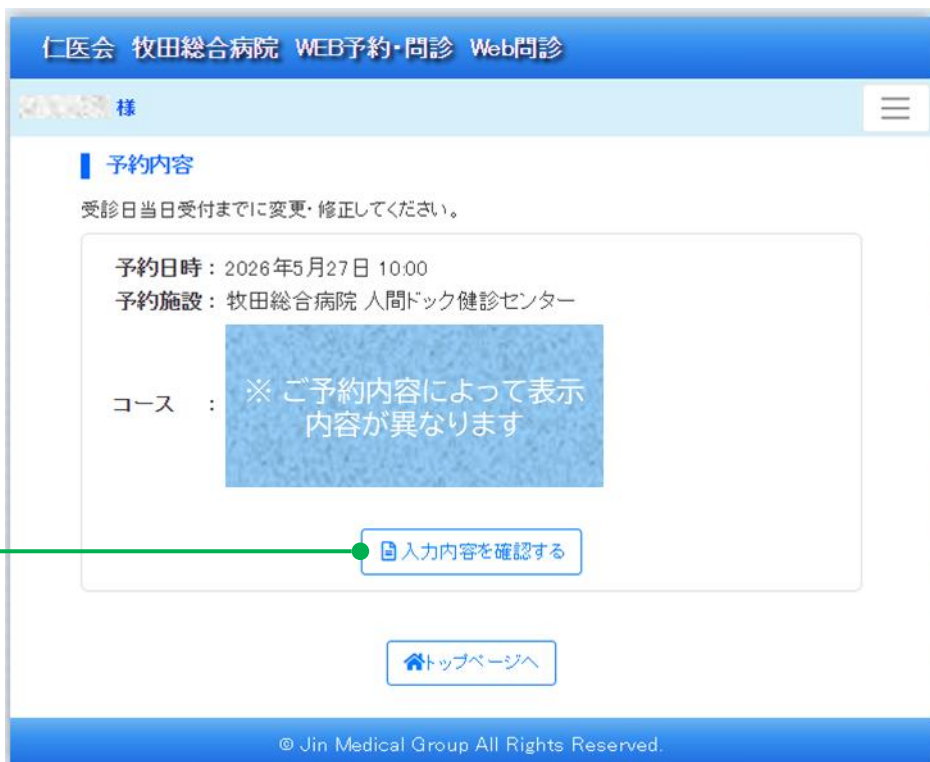 仁医会 牧田総合病院 WEB予約・問診 Web問診
様
予約内容
受診日当日受付までに変更・修正してください。
予約日時：2026年5月27日 10:00
予約施設：牧田総合病院 人間ドック健診センター
コース ：
※ ご予約内容によって表示
内容が異なります
入力内容を確認する
トップページへ
© Jin Medical Group All Rights Reserved.